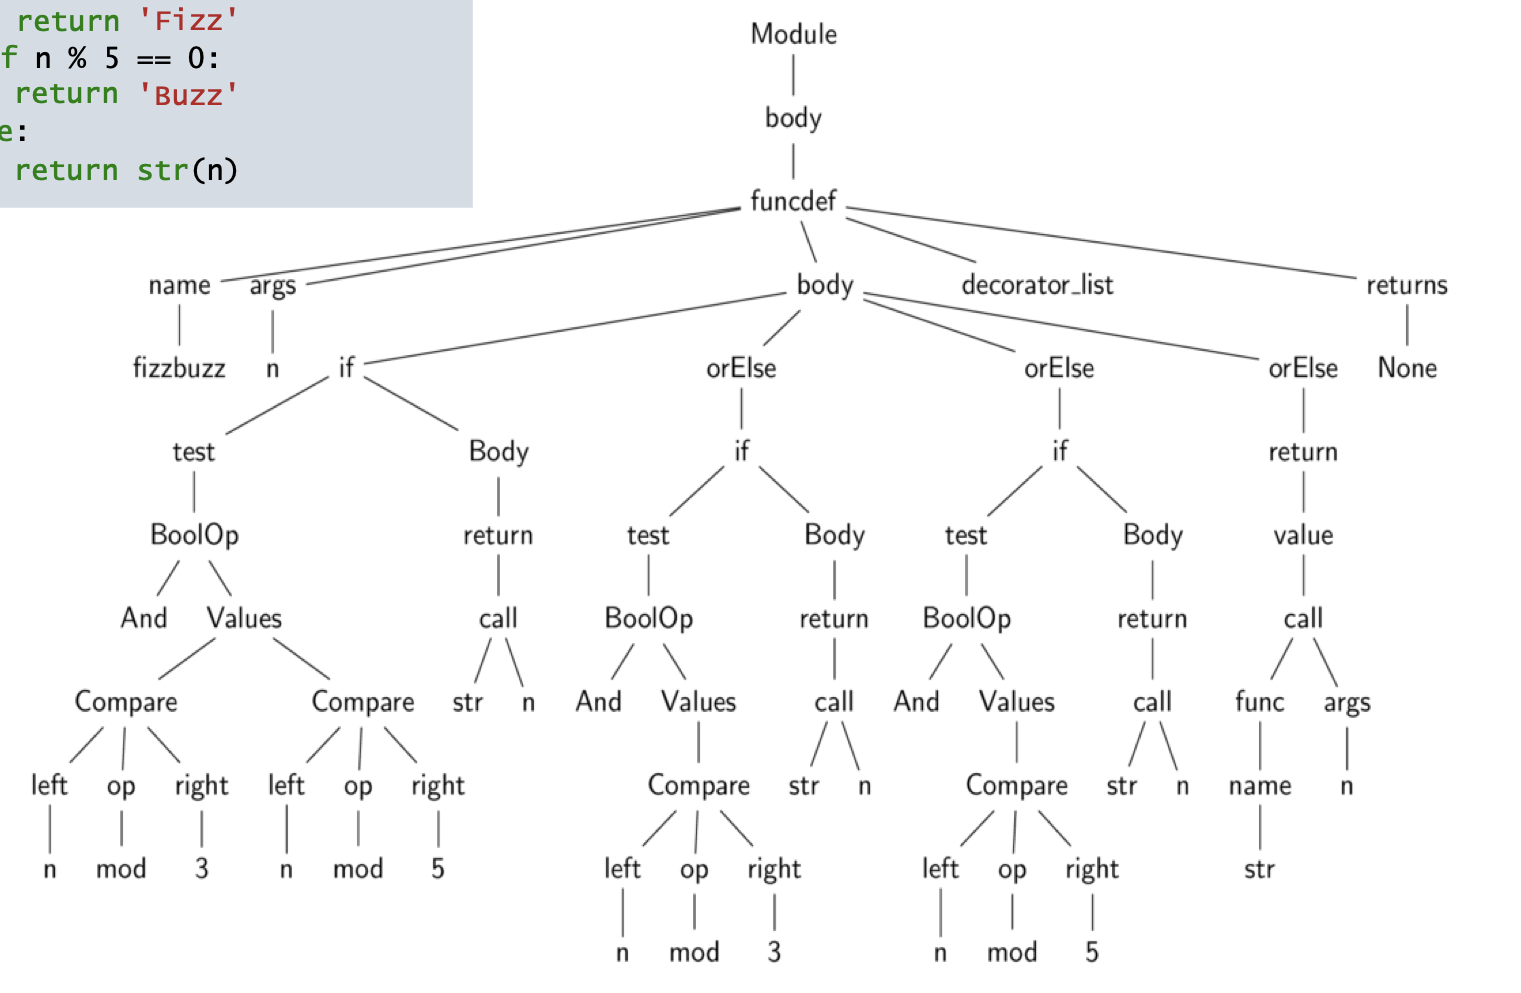 return 'Fizz'
f n % 5 == 0:
return 'Buzz'
e:
return str(n)
Module
body
funcdef
name args body decorator_list returns
fizzbuzz n if orElse orElse orElse None
test Body if if return
BoolOp return test Body test Body value
And Values call BoolOp return BoolOp return call
Compare Compare str n And Values call And Values call func args
left op right left op right Compare str n Compare str n name n
n mod 3 n mod 5 left op right left op right str
n mod 3 n mod 5